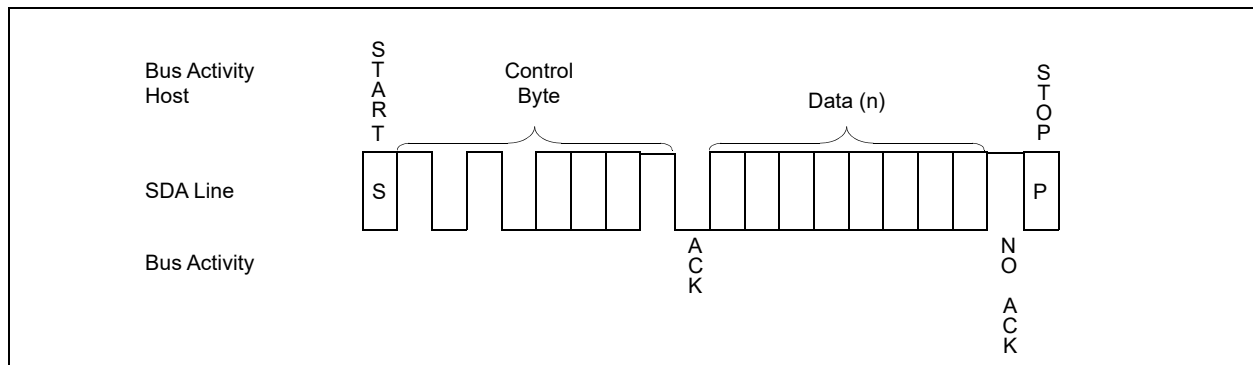 Bus Activity
Host
START
Control
Byte
Data (n)
STOP
SDA Line
S
P
Bus Activity
ACK
NO ACK